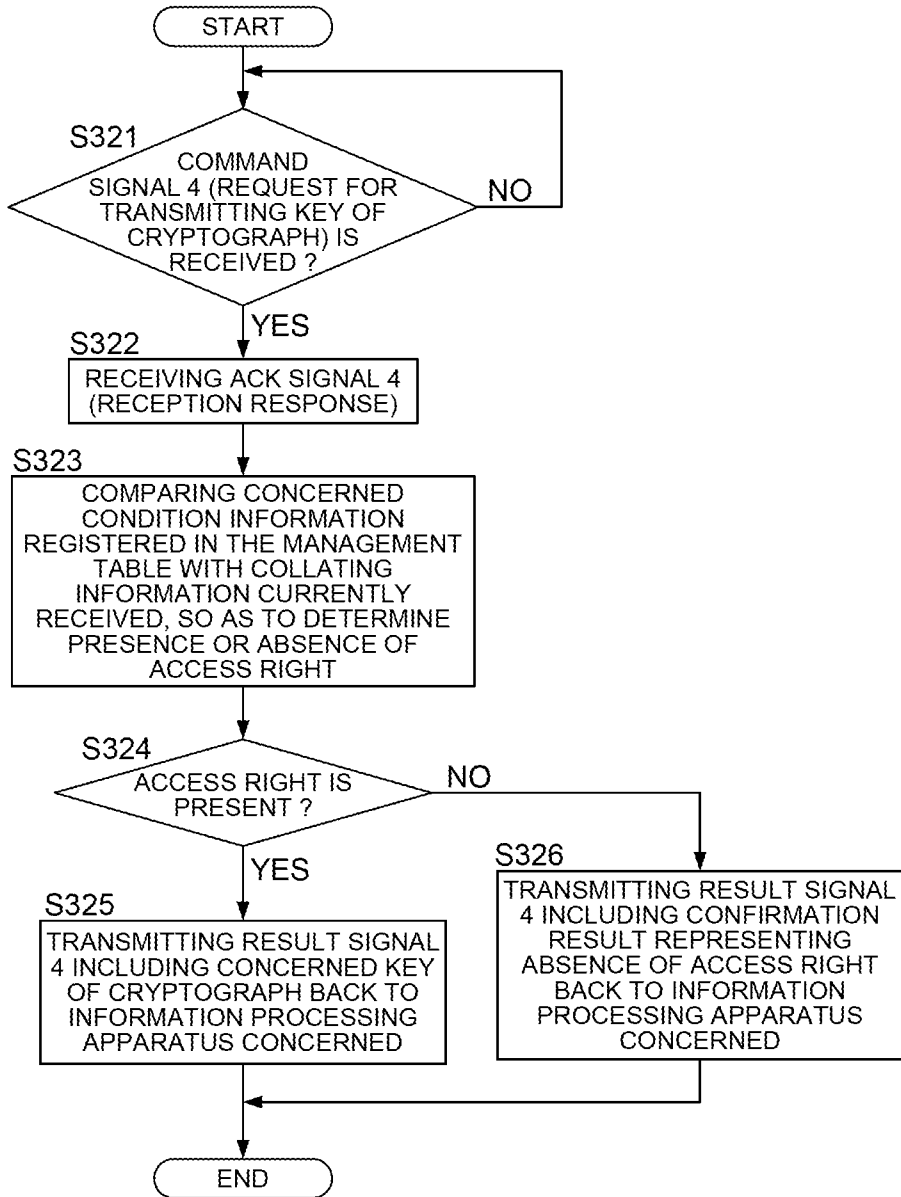 START
S321
COMMAND
SIGNAL 4 (REQUEST FOR
TRANSMITTING KEY OF
CRYPTOGRAPH) IS
RECEIVED ?
NO
YES
S322
RECEIVING ACK SIGNAL 4
(RECEPTION RESPONSE)
S323
COMPARING CONCERNED
CONDITION INFORMATION
REGISTERED IN THE MANAGEMENT
TABLE WITH COLLATING
INFORMATION CURRENTLY
RECEIVED, SO AS TO DETERMINE
PRESENCE OR ABSENCE OF
ACCESS RIGHT
S324
ACCESS RIGHT IS
PRESENT ?
NO
YES
S325
TRANSMITTING RESULT SIGNAL
4 INCLUDING CONCERNED KEY
OF CRYPTOGRAPH BACK TO
INFORMATION PROCESSING
APPARATUS CONCERNED
S326
TRANSMITTING RESULT SIGNAL
4 INCLUDING CONFIRMATION
RESULT REPRESENTING
ABSENCE OF ACCESS RIGHT
BACK TO INFORMATION
PROCESSING APPARATUS
CONCERNED
END